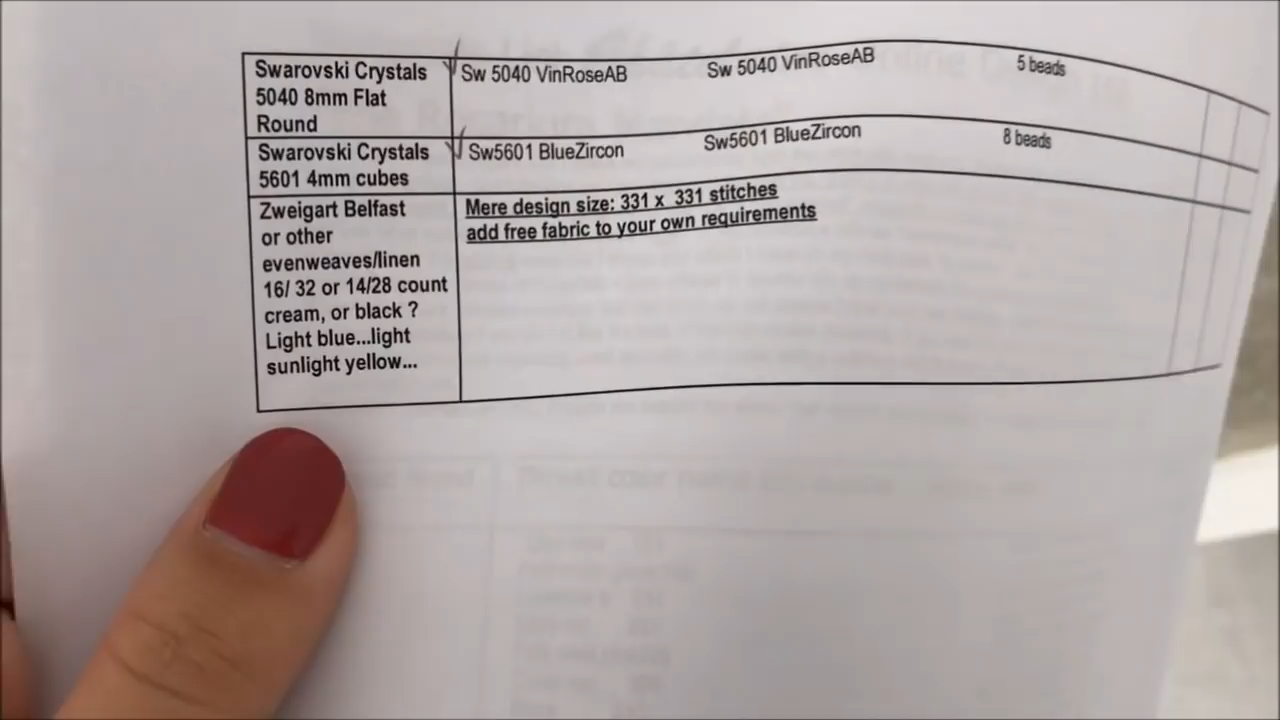 Swarovski Crystals
5040 8mm Flat
Round
Sw 5040 VinRoseAB
Sw 5040 VinRoseAB
5 beads
Swarovski Crystals
5601 4mm cubes
Sw5601 BlueZircon
Sw5601 BlueZircon
8 beads
Zweigart Belfast
or other
evenweaves/linen
16/ 32 or 14/28 count
cream, or black ?
Light blue...light
sunlight yellow...
Mere design size: 331 x 331 stitches
add free fabric to your own requirements